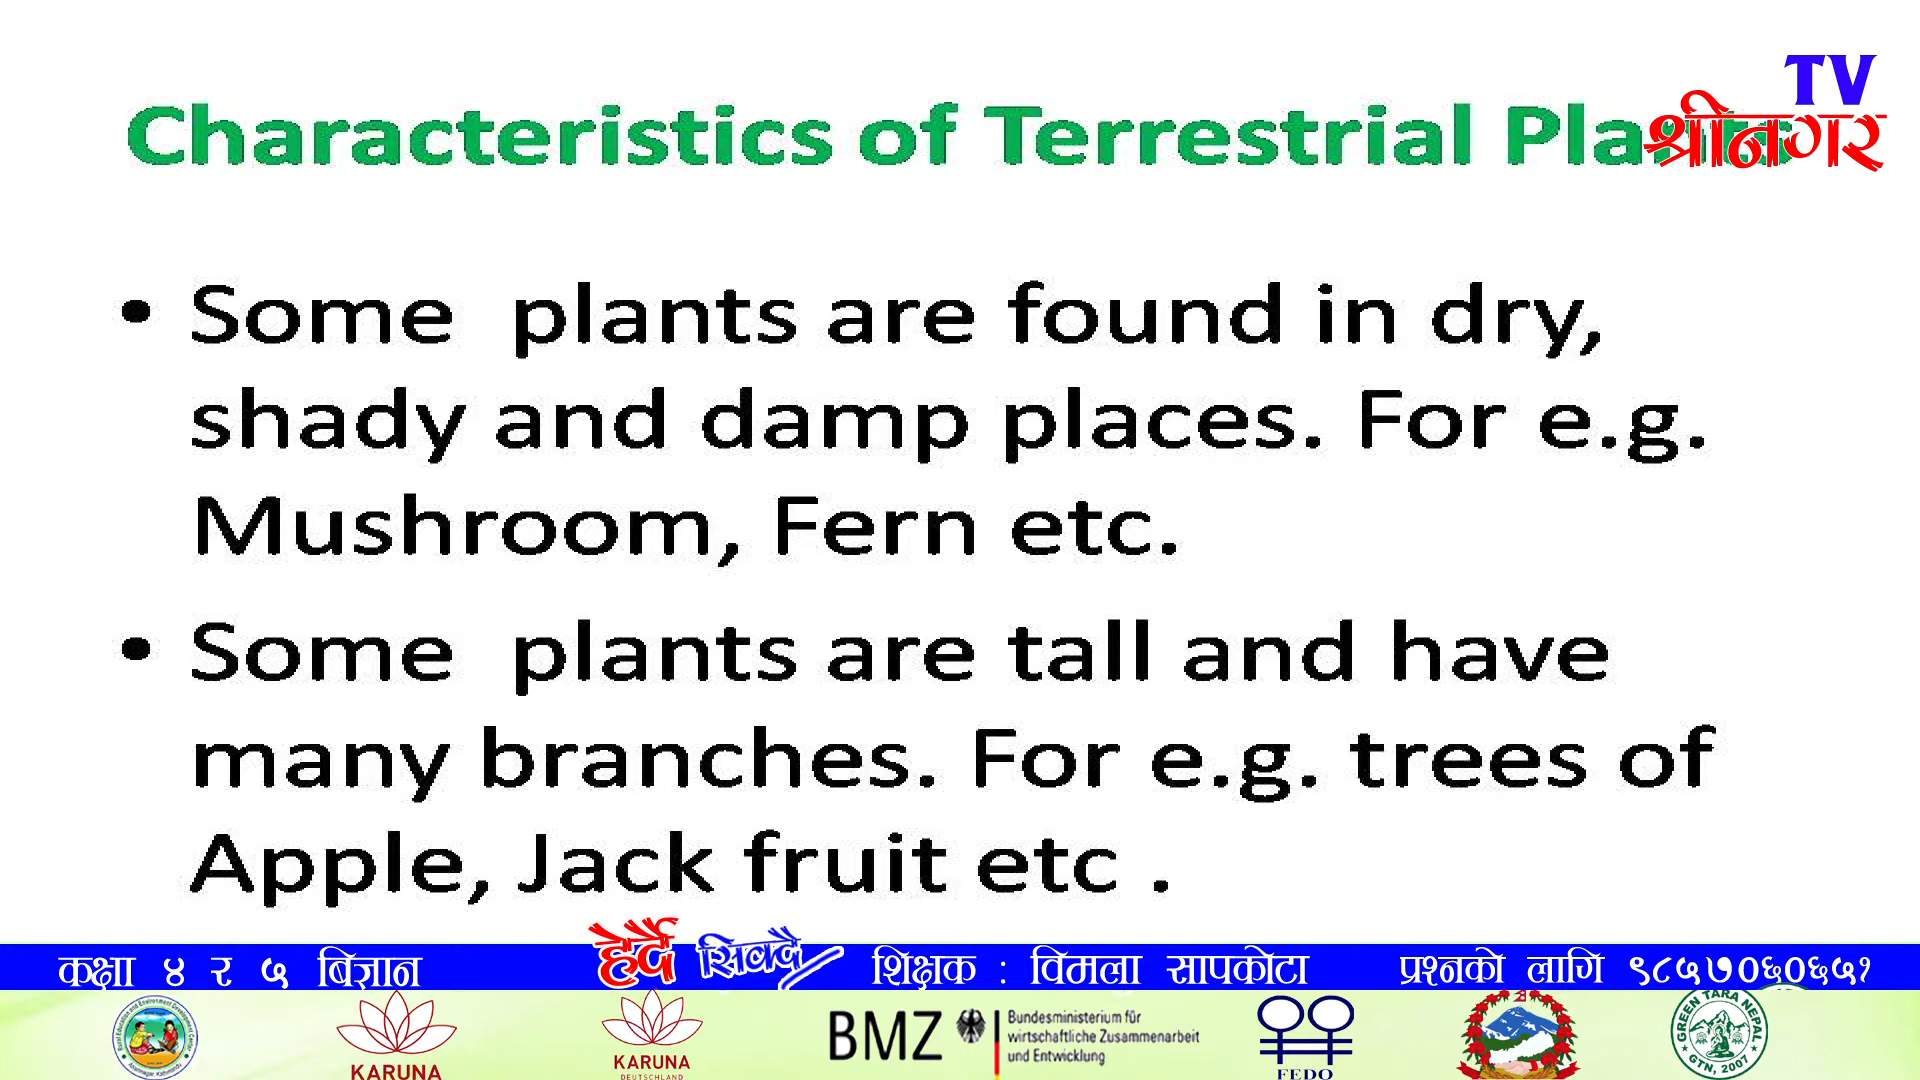 TV
श्रीनगर
Characteristics of Terrestrial Plants
• Some plants are found in dry,
shady and damp places. For e.g.
Mushroom, Fern etc.
• Some plants are tall and have
many branches. For e.g. trees of
Apple, Jack fruit etc .
कक्षा ४ र ५ बिज्ञान
हेर्दै सिक्दै
शिक्षक : विमला सापकोटा
प्रश्नको लागि ९८५७०६०६५१
KARUNA
KARUNA
DEUTSCHLAND
BMZ
Bundesministerium für
wirtschaftliche Zusammenarbeit
und Entwicklung
FEDO
GREEN TARA NEPAL
GTN, 2007